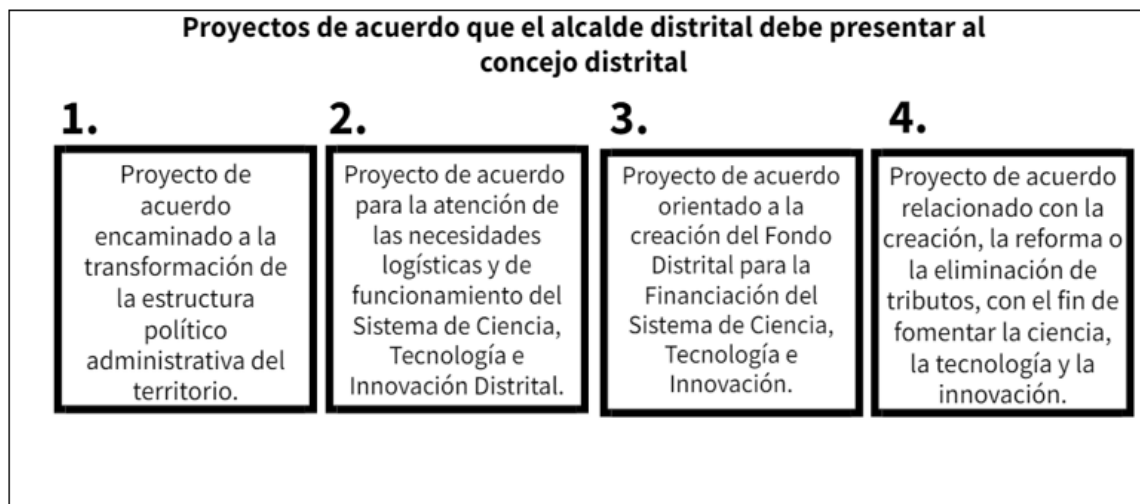 Proyectos de acuerdo que el alcalde distrital debe presentar al
concejo distrital
1.
Proyecto de
acuerdo
encaminado a la
transformación de
la estructura
político
administrativa del
territorio.
2.
Proyecto de acuerdo
para la atención de
las necesidades
logísticas y de
funcionamiento del
Sistema de Ciencia,
Tecnología e
Innovación Distrital.
3.
Proyecto de acuerdo
orientado a la
creación del Fondo
Distrital para la
Financiación del
Sistema de Ciencia,
Tecnología e
Innovación.
4.
Proyecto de acuerdo
relacionado con la
creación, la reforma o
la eliminación de
tributos, con el fin de
fomentar la ciencia,
la tecnología y la
innovación.